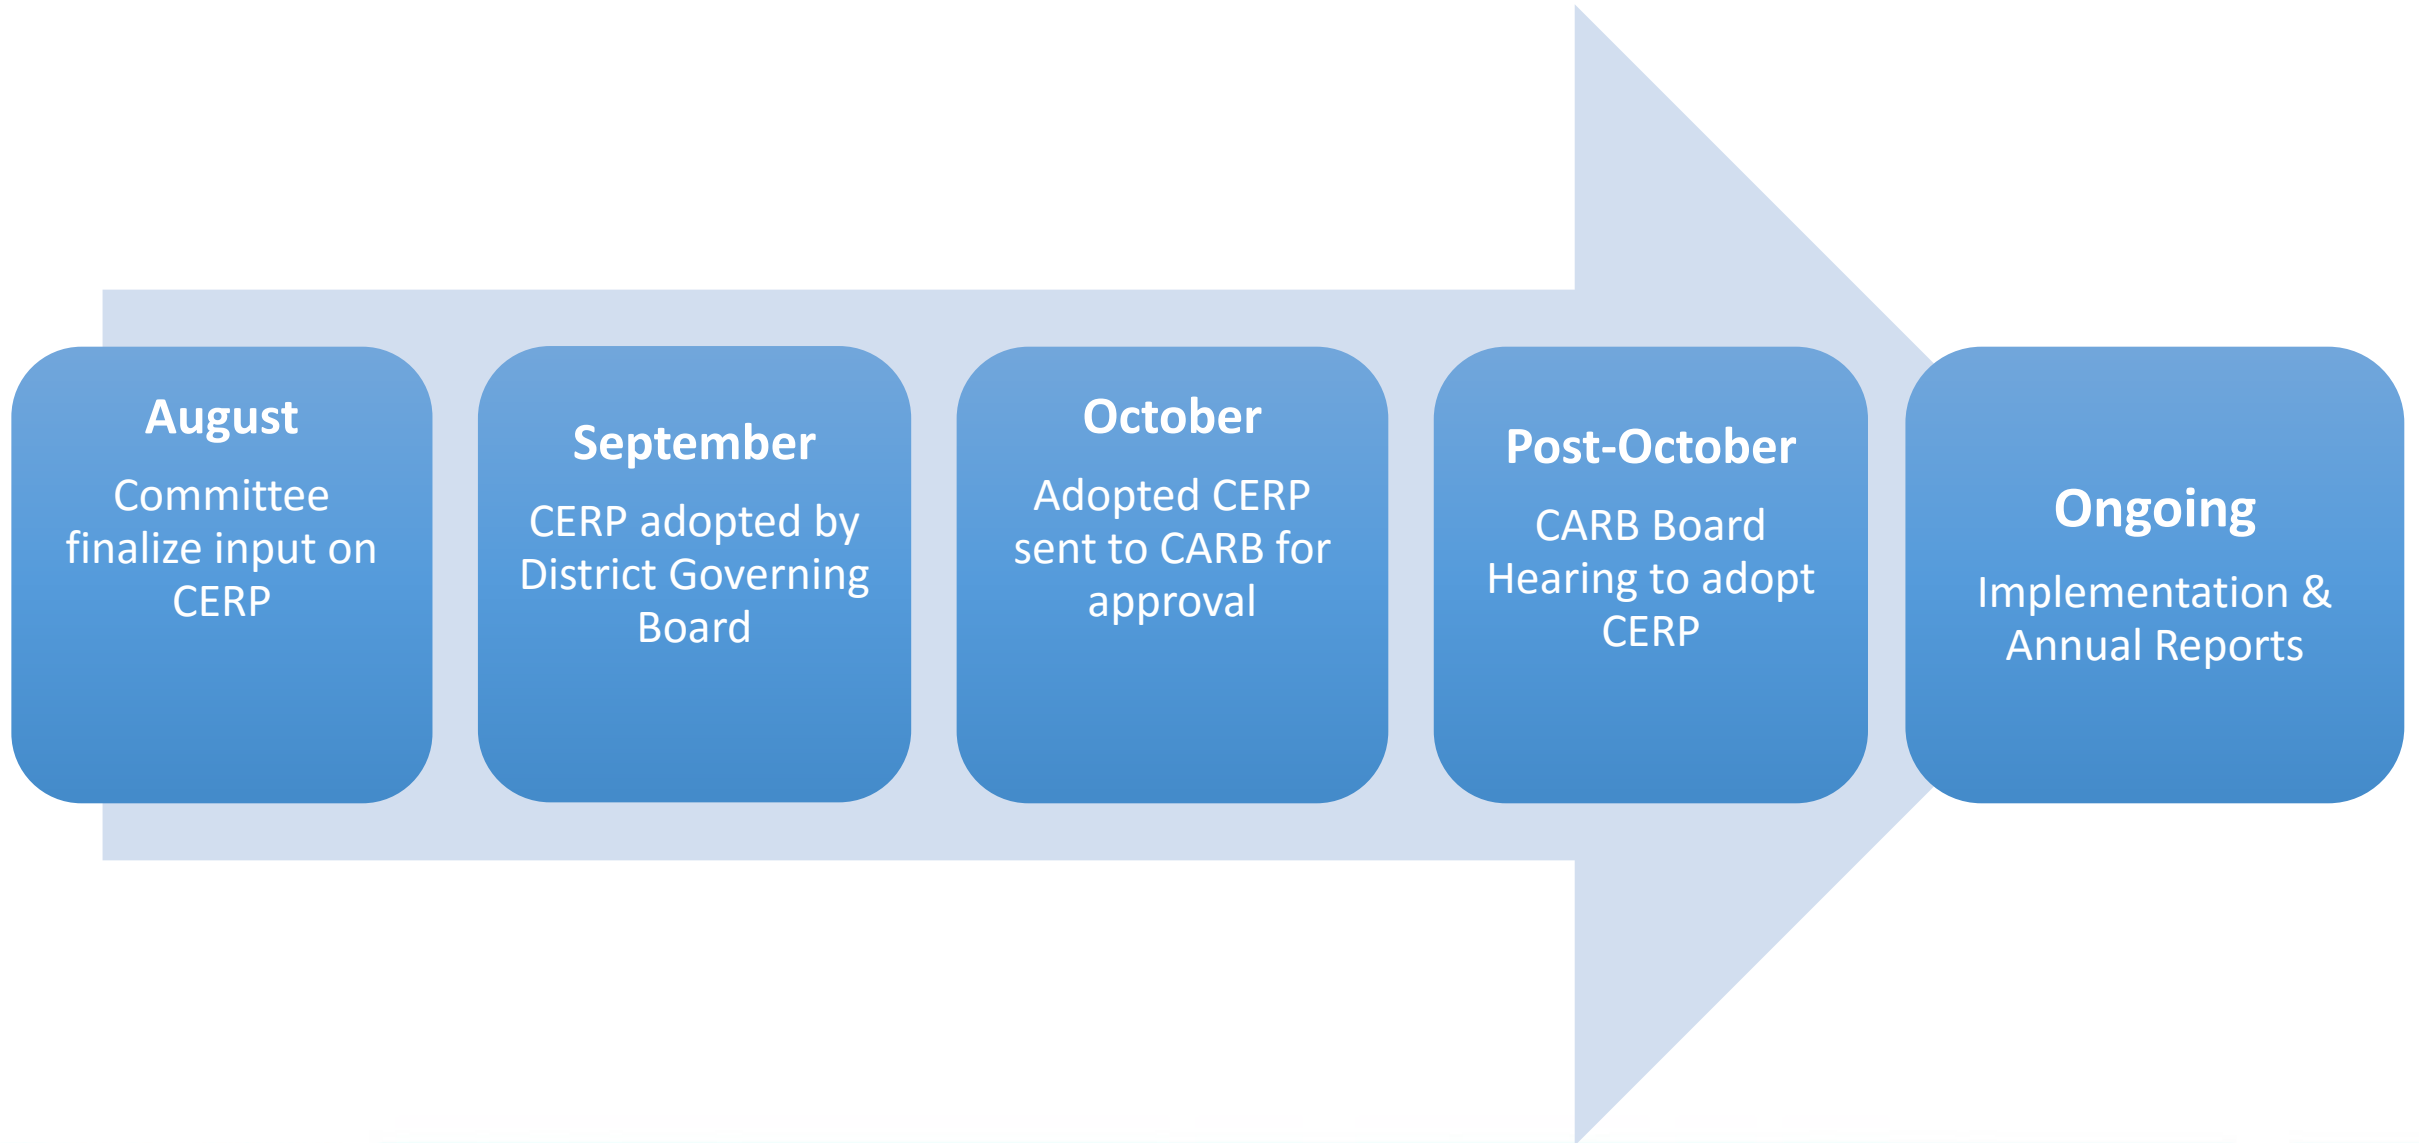 August
Committee
finalize input on
CERP
September
CERP adopted by
District Governing
Board
October
Adopted CERP
sent to CARB for
approval
Post-October
CARB Board
Hearing to adopt
CERP
Ongoing
Implementation &
Annual Reports